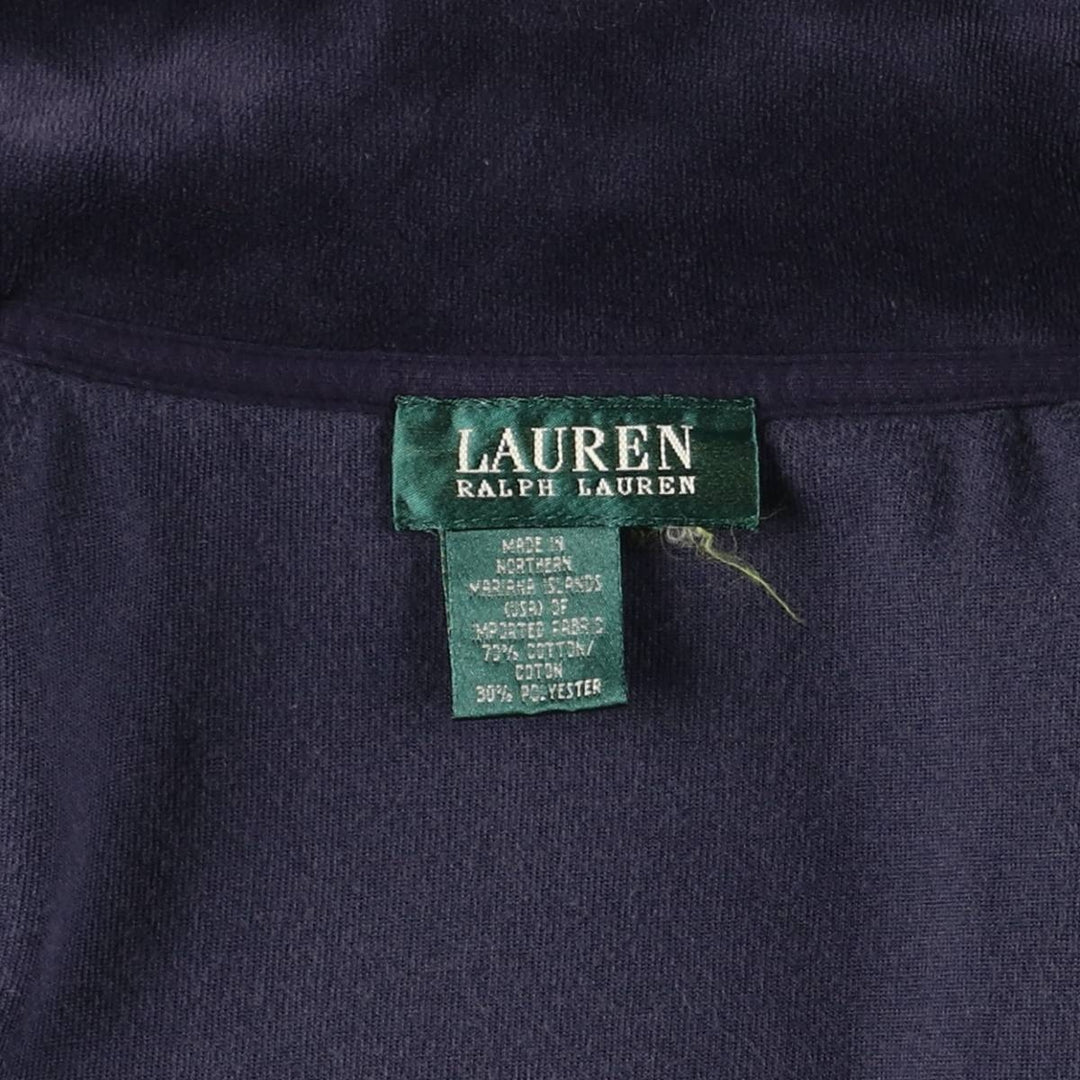 LAUREN
RALPH LAUREN
MADE IN
NORTHERN
MARIANA ISLANDS
(USA) OF
IMPORTED FABRIC
70% COTTON/
COTON
30% POLYESTER